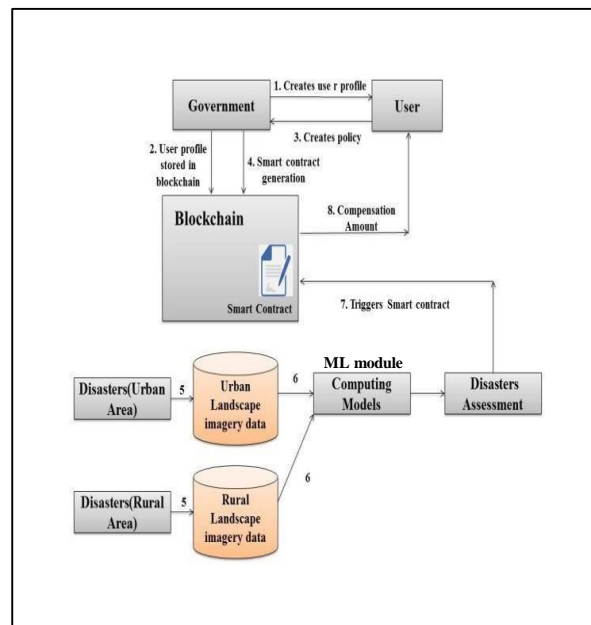 1. Creates use r profile
Government
User
3. Creates policy
2. User profile
stored in
blockchain
4. Smart contract
generation
Blockchain
8. Compensation
Amount
Smart Contract
7. Triggers Smart contract
ML module
Disasters(Urban
Area)
5
Urban
Landscape
imagery data
6
Computing
Models
Disasters
Assessment
6
Disasters(Rural
Area)
5
Rural
Landscape
imagery data